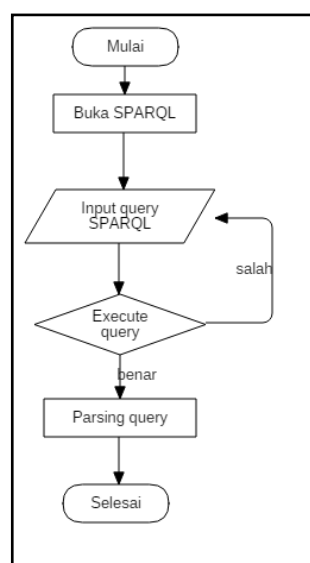 Mulai
Buka SPARQL
Input query
SPARQL
salah
Execute
query
benar
Parsing query
Selesai